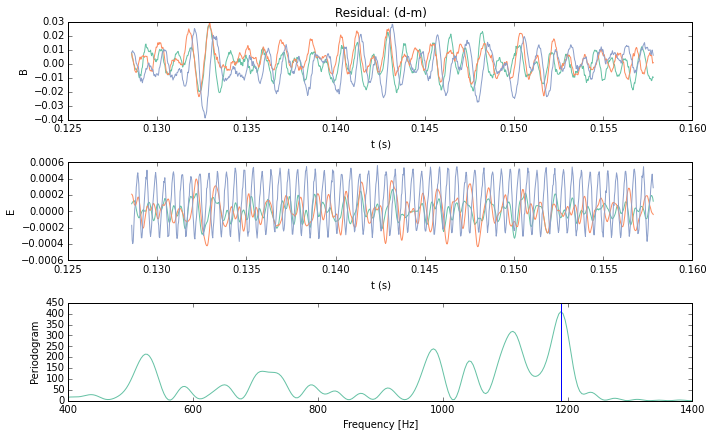 Residual: (d-m)
0.03
0.02
0.01
0.00
−0.01
−0.02
−0.03
−0.04
B
0.125 0.130 0.135 0.140 0.145 0.150 0.155 0.160
t (s)
0.0006
0.0004
0.0002
0.0000
−0.0002
−0.0004
−0.0006
E
0.125 0.130 0.135 0.140 0.145 0.150 0.155 0.160
t (s)
450
400
350
300
250
200
150
100
50
0
Periodogram
400 600 800 1000 1200 1400
Frequency [Hz]